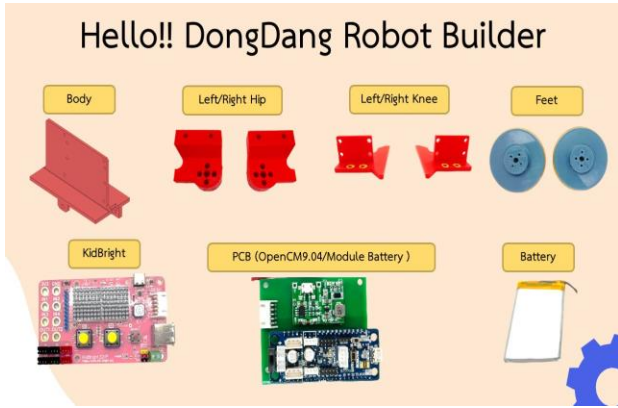 Hello!! DongDang Robot Builder
Body
Left/Right Hip
Left/Right Knee
Feet
KidBright
PCB (OpenCM9.04/Module Battery )
Battery